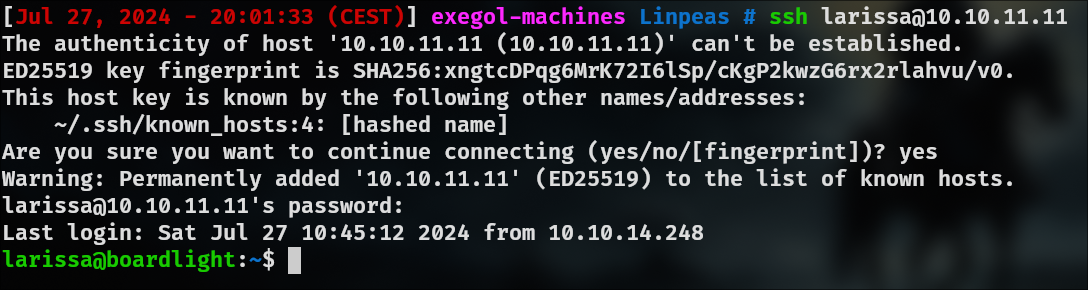 [Jul 27, 2024 - 20:01:33 (CEST)] exegol-machines Linpeas # ssh larissa@10.10.11.11
The authenticity of host '10.10.11.11 (10.10.11.11)' can't be established.
ED25519 key fingerprint is SHA256:xngtcDPqg6MrK72I6lSp/cKgP2kwzG6rx2rlahvu/v0.
This host key is known by the following other names/addresses:
    ~/.ssh/known_hosts:4: [hashed name]
Are you sure you want to continue connecting (yes/no/[fingerprint])? yes
Warning: Permanently added '10.10.11.11' (ED25519) to the list of known hosts.
larissa@10.10.11.11's password:
Last login: Sat Jul 27 10:45:12 2024 from 10.10.14.248
larissa@boardlight:~$